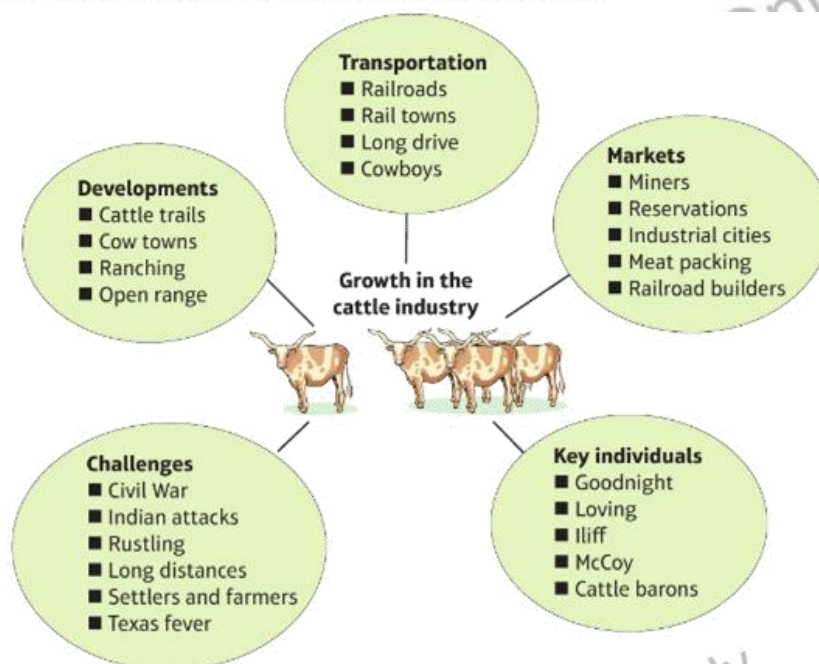 Transportation
■ Railroads
■ Rail towns
■ Long drive
■ Cowboys
Markets
■ Miners
■ Reservations
■ Industrial cities
■ Meat packing
■ Railroad builders
Developments
■ Cattle trails
■ Cow towns
■ Ranching
■ Open range
Growth in the
cattle industry
Challenges
■ Civil War
■ Indian attacks
■ Rustling
■ Long distances
■ Settlers and farmers
■ Texas fever
Key individuals
■ Goodnight
■ Loving
■ Iliff
■ McCoy
■ Cattle barons